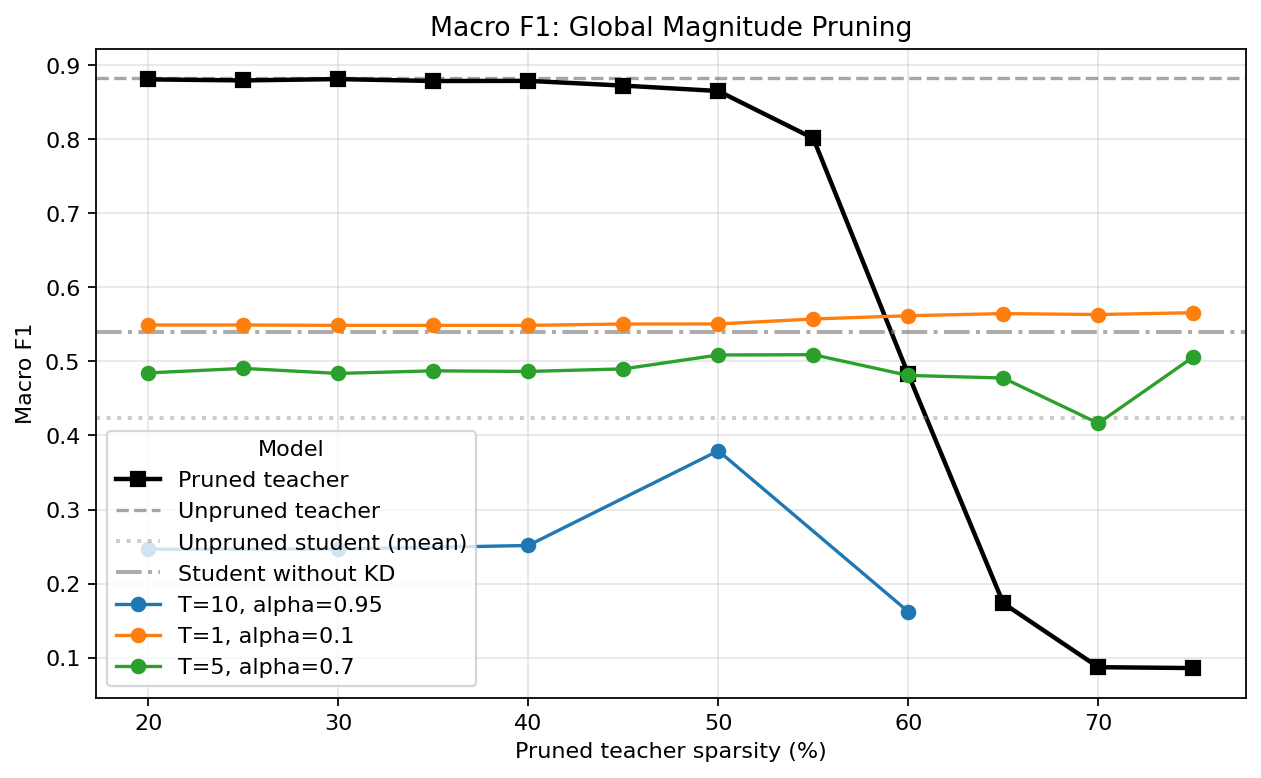 Macro F1: Global Magnitude Pruning
Macro F1
0.9
0.8
0.7
0.6
0.5
0.4
0.3
0.2
0.1
Model
Pruned teacher
Unpruned teacher
Unpruned student (mean)
Student without KD
T=10, alpha=0.95
T=1, alpha=0.1
T=5, alpha=0.7
20 30 40 50 60 70
Pruned teacher sparsity (%)